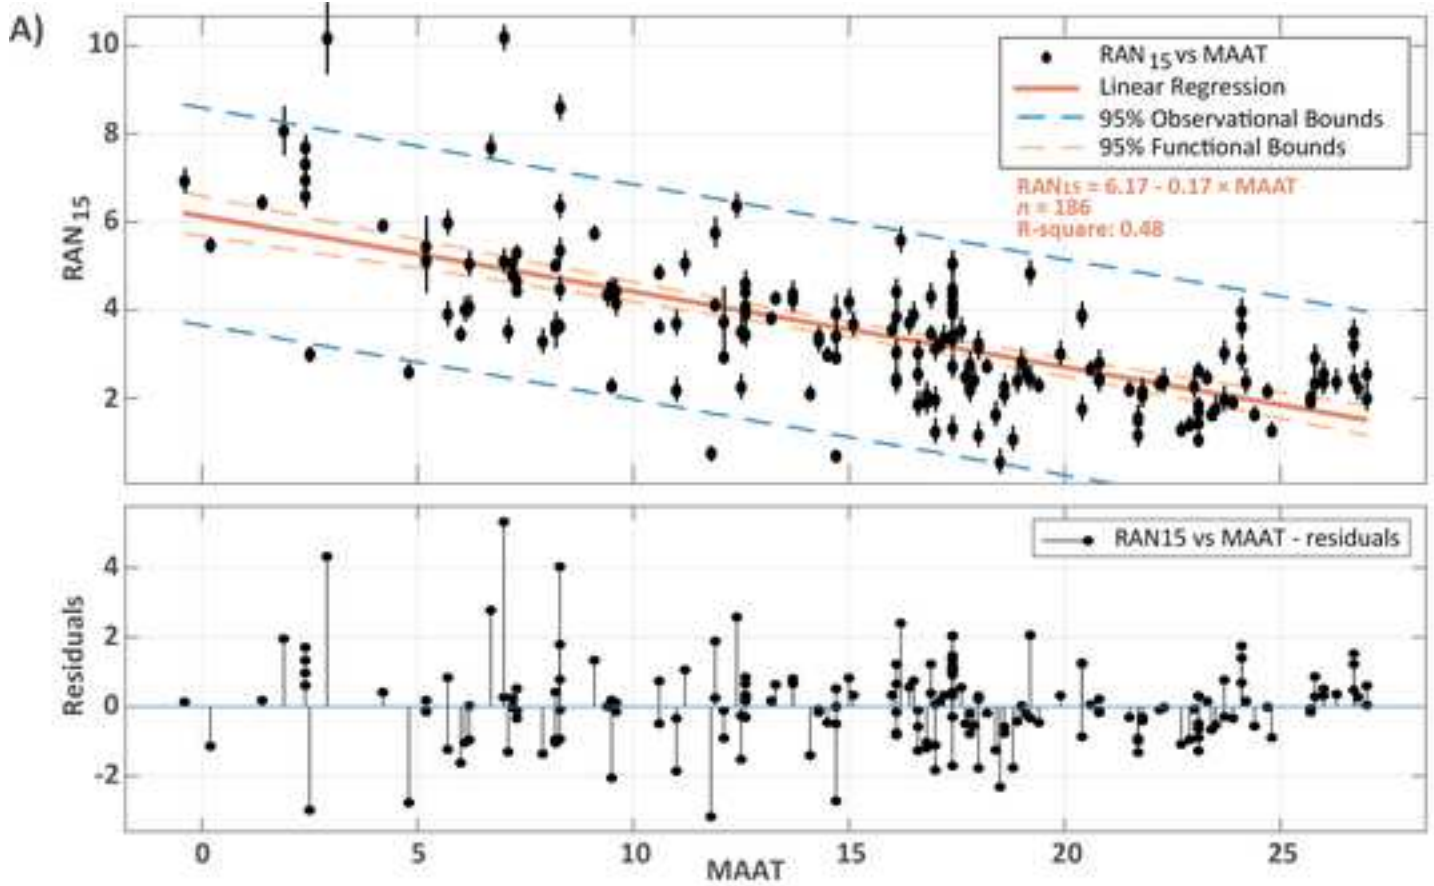 A)
10
8
6
4
2
RAN15
RAN 15 vs MAAT
Linear Regression
95% Observational Bounds
95% Functional Bounds
RAN15 = 6.17 - 0.17 × MAAT
n = 186
R-square: 0.48
4
2
0
-2
Residuals
RAN15 vs MAAT - residuals
0 5 10 15 20 25
MAAT